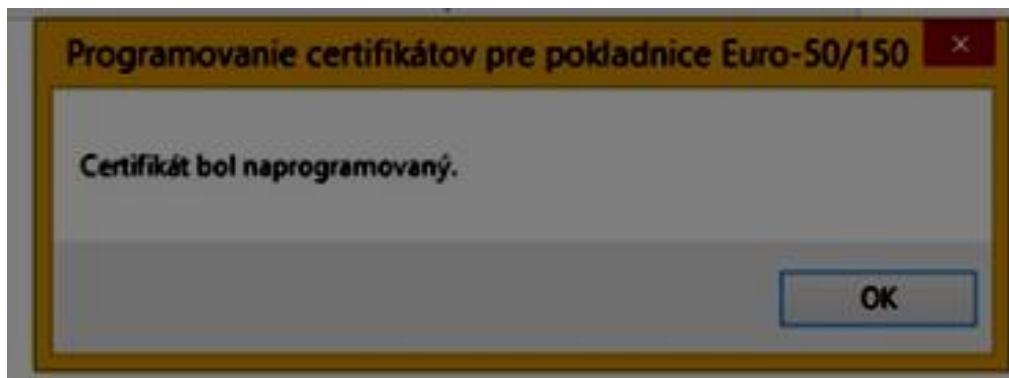 Programovanie certifikátov pre pokladnice Euro-50/150
Certifikát bol naprogramovaný.
OK